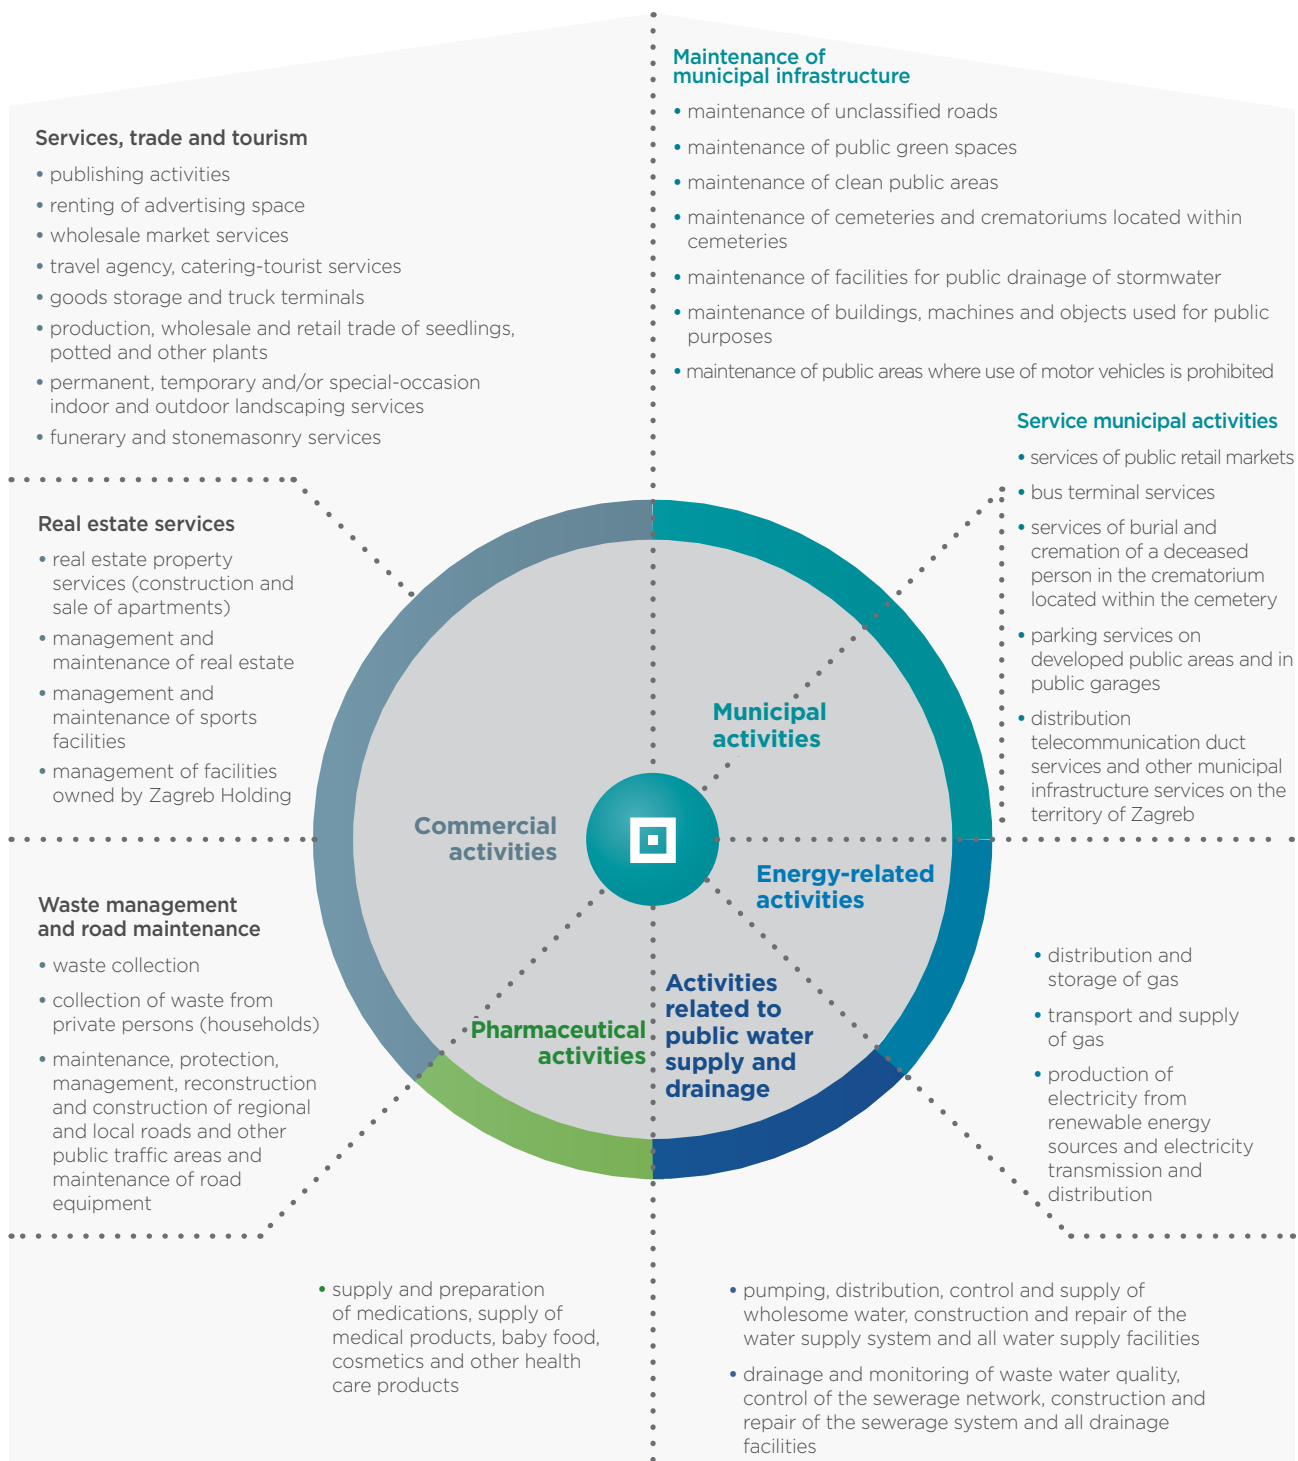 Services, trade and tourism
• publishing activities
• renting of advertising space
• wholesale market services
• travel agency, catering-tourist services
• goods storage and truck terminals
• production, wholesale and retail trade of seedlings,
potted and other plants
• permanent, temporary and/or special-occasion
indoor and outdoor landscaping services
• funerary and stonemasonry services
Maintenance of
municipal infrastructure
• maintenance of unclassified roads
• maintenance of public green spaces
• maintenance of clean public areas
• maintenance of cemeteries and crematoriums located within
cemeteries
• maintenance of facilities for public drainage of stormwater
• maintenance of buildings, machines and objects used for public
purposes
• maintenance of public areas where use of motor vehicles is prohibited
Service municipal activities
• services of public retail markets
• bus terminal services
• services of burial and
cremation of a deceased
person in the crematorium
located within the cemetery
• parking services on
developed public areas and in
public garages
• distribution
telecommunication duct
services and other municipal
infrastructure services on the
territory of Zagreb
Real estate services
• real estate property
services (construction and
sale of apartments)
• management and
maintenance of real estate
• management and
maintenance of sports
facilities
• management of facilities
owned by Zagreb Holding
Municipal
activities
Commercial
activities
Energy-related
activities
Activities
related to
public water
supply and
drainage
Pharmaceutical
activities
Waste management
and road maintenance
• waste collection
• collection of waste from
private persons (households)
• maintenance, protection,
management, reconstruction
and construction of regional
and local roads and other
public traffic areas and
maintenance of road
equipment
• distribution and
storage of gas
• transport and supply
of gas
• production of
electricity from
renewable energy
sources and electricity
transmission and
distribution
• supply and preparation
of medications, supply of
medical products, baby food,
cosmetics and other health
care products
• pumping, distribution, control and supply of
wholesome water, construction and repair of the
water supply system and all water supply facilities
• drainage and monitoring of waste water quality,
control of the sewerage network, construction and
repair of the sewerage system and all drainage
facilities